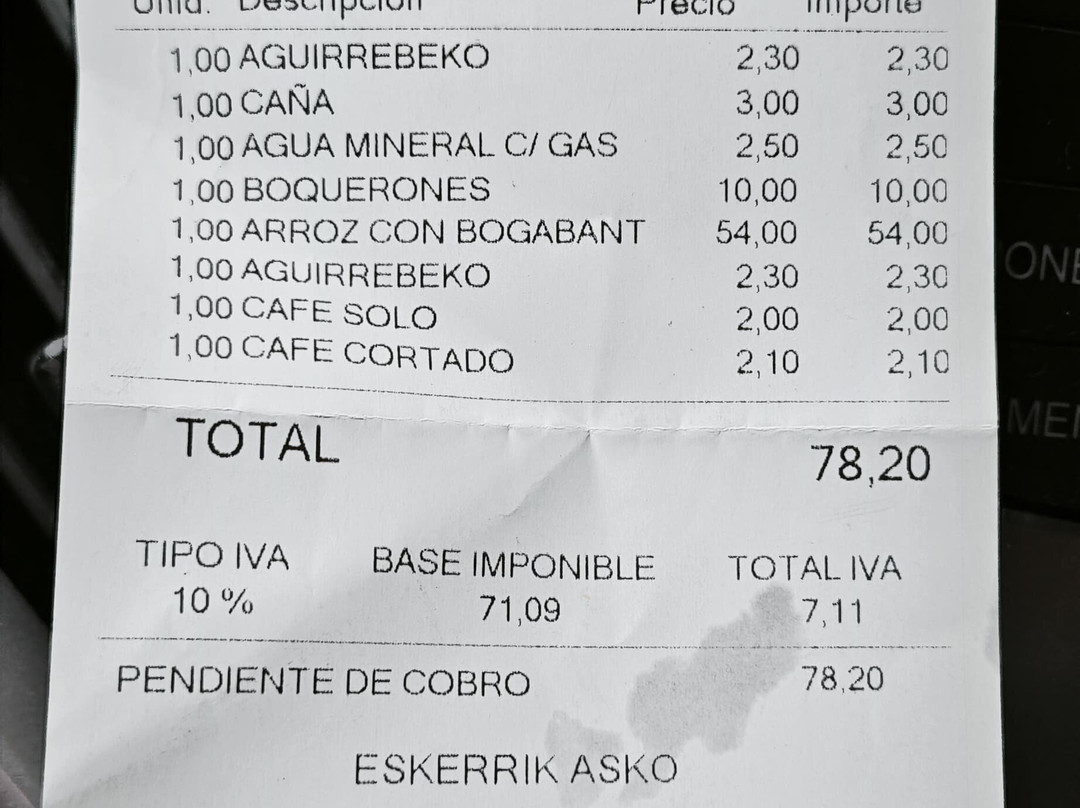 Unid. Descripción Precio Importe
1,00 AGUIRREBEKO 2,30 2,30
1,00 CAÑA 3,00 3,00
1,00 AGUA MINERAL C/ GAS 2,50 2,50
1,00 BOQUERONES 10,00 10,00
1,00 ARROZ CON BOGABANT 54,00 54,00
1,00 AGUIRREBEKO 2,30 2,30
1,00 CAFE SOLO 2,00 2,00
1,00 CAFE CORTADO 2,10 2,10
TOTAL 78,20
TIPO IVA BASE IMPONIBLE TOTAL IVA
10 % 71,09 7,11
PENDIENTE DE COBRO 78,20
ESKERRIK ASKO